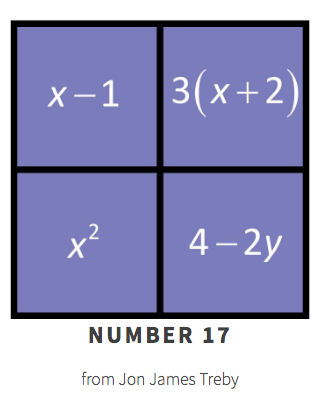 x – 1
3(x + 2)
x²
4 – 2y
NUMBER 17
from Jon James Treby